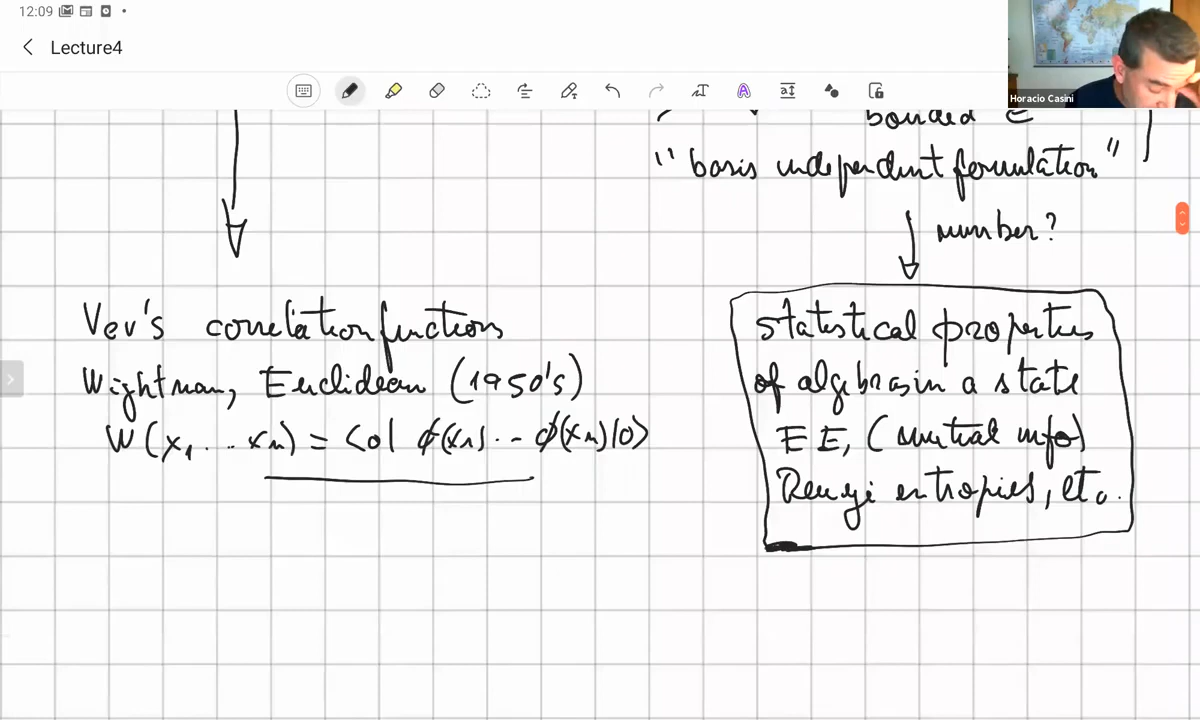 12:09
Lecture4
Horacio Casini
bounded
"basis independent formulation"
number?
Vev's correlation functions
Wightman, Euclidean (1950's)
W(x₁...xₙ) = <0| ϕ(x₁)...ϕ(xₙ)|0>
statistical properties
of algebras in a state
EE, (mutual info)
Renyi entropies, etc.